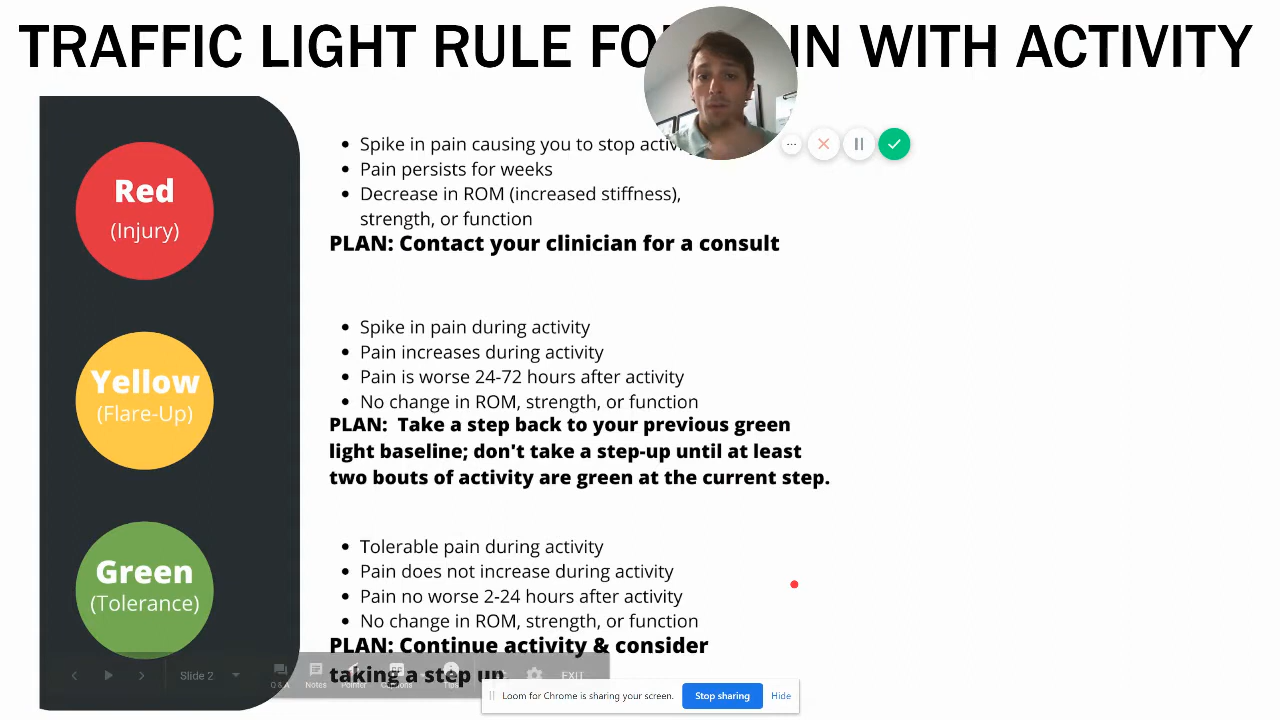 TRAFFIC LIGHT RULE FO IN WITH ACTIVITY
Red
(Injury)
Spike in pain causing you to stop activ
Pain persists for weeks
Decrease in ROM (increased stiffness),
strength, or function
PLAN: Contact your clinician for a consult
Yellow
(Flare-Up)
Spike in pain during activity
Pain increases during activity
Pain is worse 24-72 hours after activity
No change in ROM, strength, or function
PLAN: Take a step back to your previous green
light baseline; don't take a step-up until at least
two bouts of activity are green at the current step.
Green
(Tolerance)
Tolerable pain during activity
Pain does not increase during activity
Pain no worse 2-24 hours after activity
No change in ROM, strength, or function
PLAN: Continue activity & consider
taking a step up
Slide 2
Q&A
Notes
Pointer
Captions
Tips
EXIT
Loom for Chrome is sharing your screen.
Stop sharing
Hide